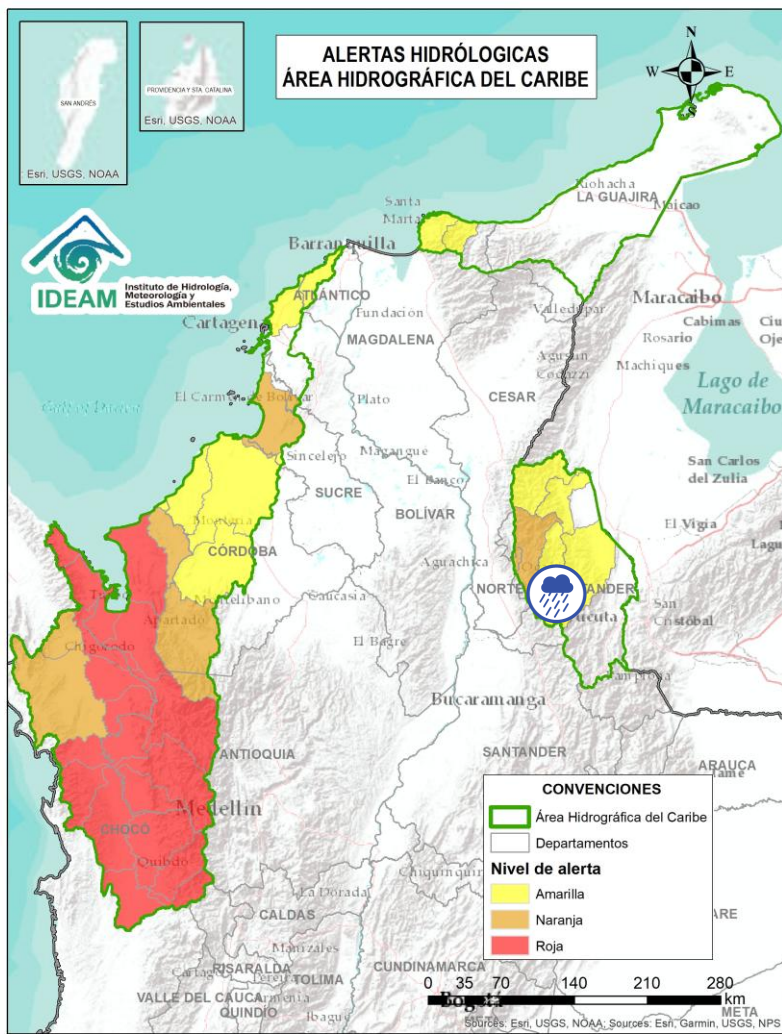 ALERTAS HIDRÓLOGICAS
ÁREA HIDROGRÁFICA DEL CARIBE
N
W
E
S
SAN ANDRÉS
Esri, USGS, NOAA
PROVIDENCIA Y STA. CATALINA
Esri, USGS, NOAA
IDEAM
Instituto de Hidrología,
Meteorología y
Estudios Ambientales
Riohacha
LA GUAJIRA
Maicao
Santa
Marta
Barranquilla
ATLÁNTICO
Cartagen
Fundación
MAGDALENA
Valledupar
Maracaibo
Cabimas
Rosario
Machiques
Agustín
Codazzi
CESAR
Lago de
Maracaibo
El Carmen de Bolívar
Plato
Sincelejo
Magangue
San Carlos
del Zulia
El Banco
SUCRE
BOLÍVAR
El Vigia
Montería
CÓRDOBA
Aguachica
NORTE
ANDER
Caucasia
San
Cristóbal
Apartado
El Bagre
Chigorodo
Bucaramanga
ANTIOQUIA
SANTANDER
ARAUCA
Medellín
CHOCÓ
Quibdó
La Dorada
CALDAS
Manizales
RISARALDA
TOLIMA
CUNDINAMARCA
VALLE DEL CAUCA
QUINDÍO
Ibague
Bogotá
META
CONVENCIONES
Área Hidrográfica del Caribe
Departamentos
Nivel de alerta
Amarilla
Naranja
Roja
0 35 70 140 210 280
km
Sources: Esri, USGS, NOAA; Sources: Esri, Garmin, USGS, NPS